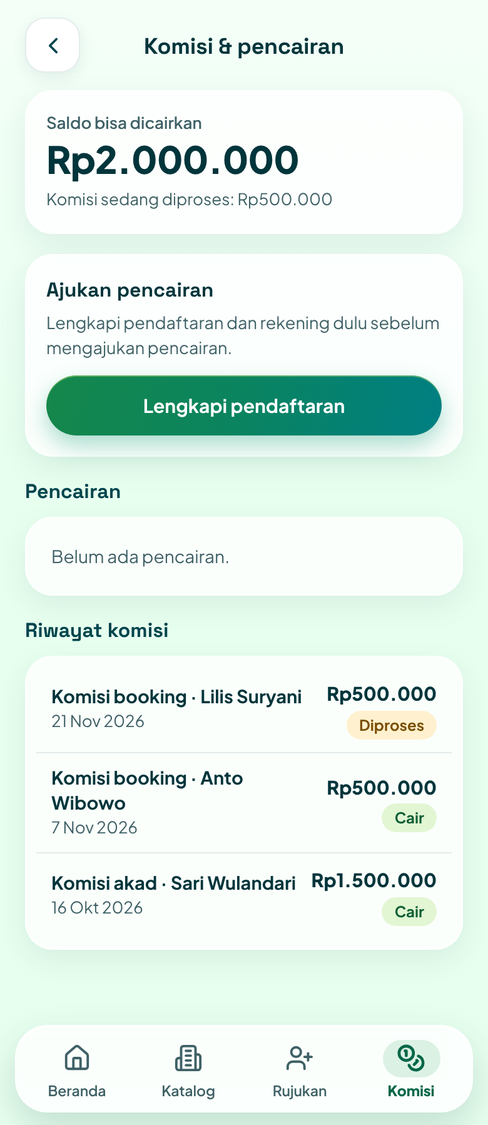 Komisi & pencairan
Saldo bisa dicairkan
Rp2.000.000
Komisi sedang diproses: Rp500.000
Ajukan pencairan
Lengkapi pendaftaran dan rekening dulu sebelum
mengajukan pencairan.
Lengkapi pendaftaran
Pencairan
Belum ada pencairan.
Riwayat komisi
Komisi booking · Lilis Suryani
Rp500.000
21 Nov 2026
Diproses
Komisi booking · Anto
Wibowo
Rp500.000
7 Nov 2026
Cair
Komisi akad · Sari Wulandari
Rp1.500.000
16 Okt 2026
Cair
Beranda
Katalog
Rujukan
Komisi